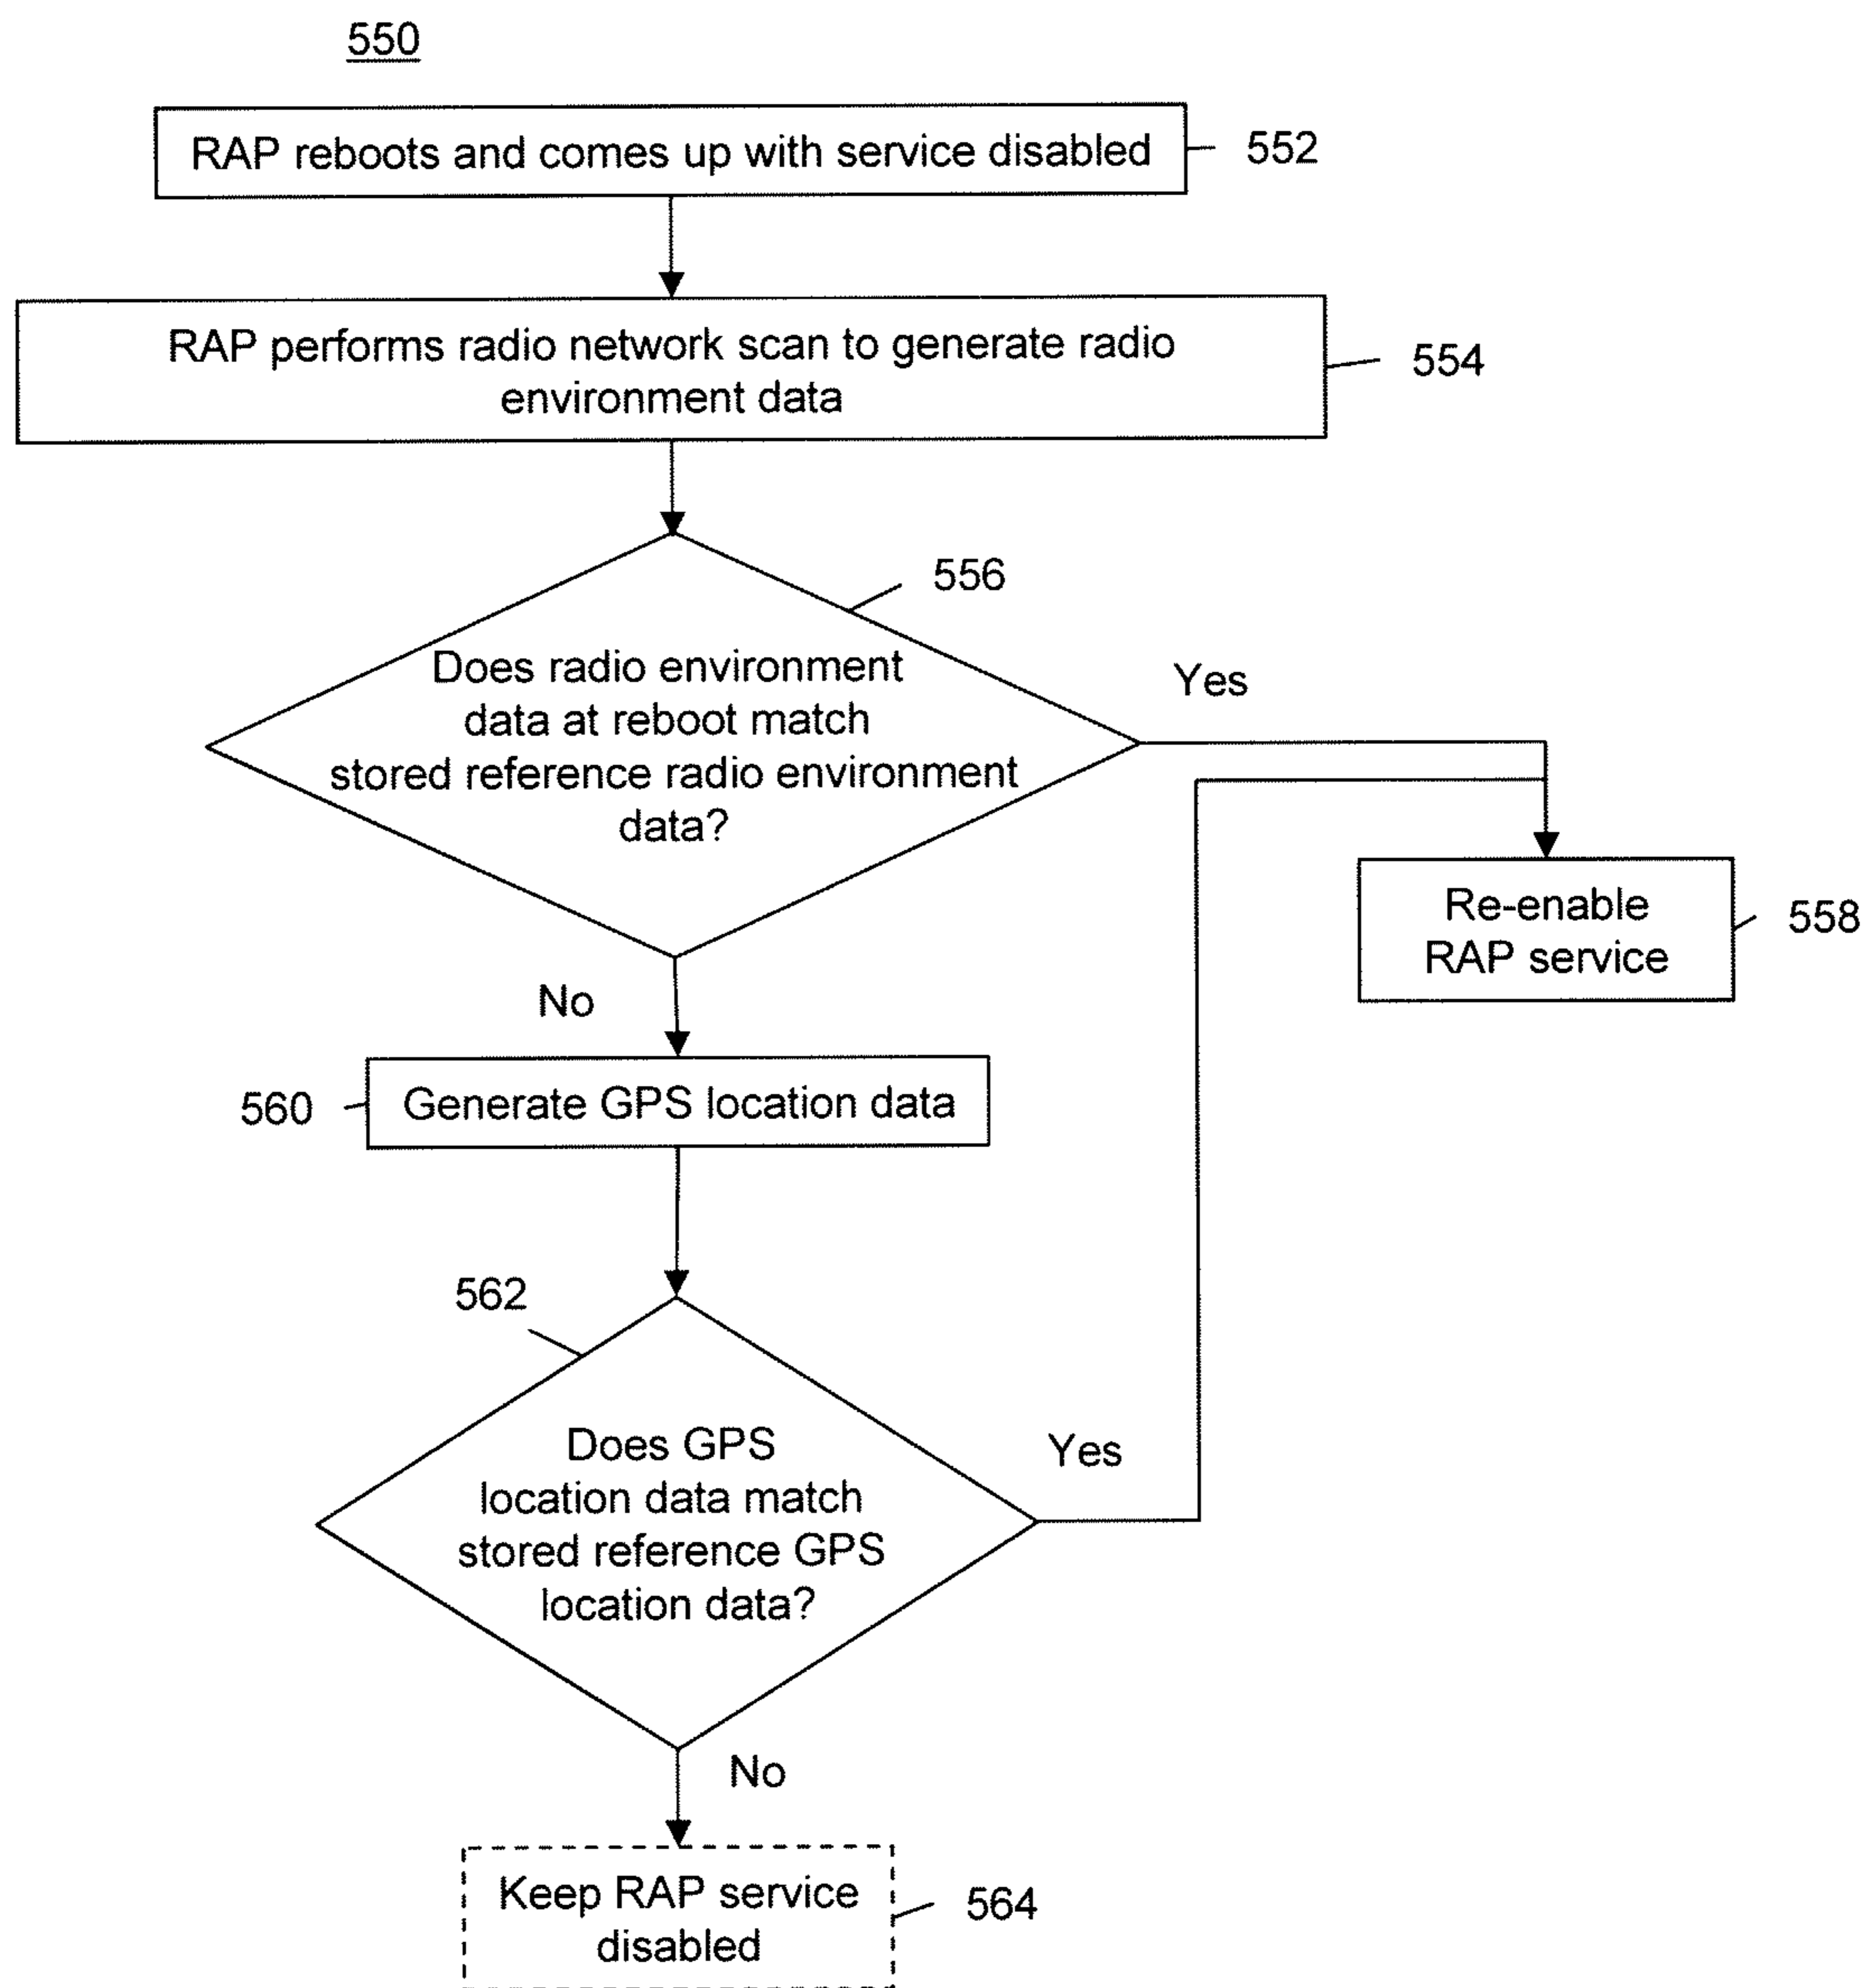 550
RAP reboots and comes up with service disabled
552
RAP performs radio network scan to generate radio
environment data
554
556
Does radio environment
data at reboot match
stored reference radio environment
data?
Yes
Re-enable
RAP service
558
No
560
Generate GPS location data
562
Does GPS
location data match
stored reference GPS
location data?
Yes
No
Keep RAP service
disabled
564